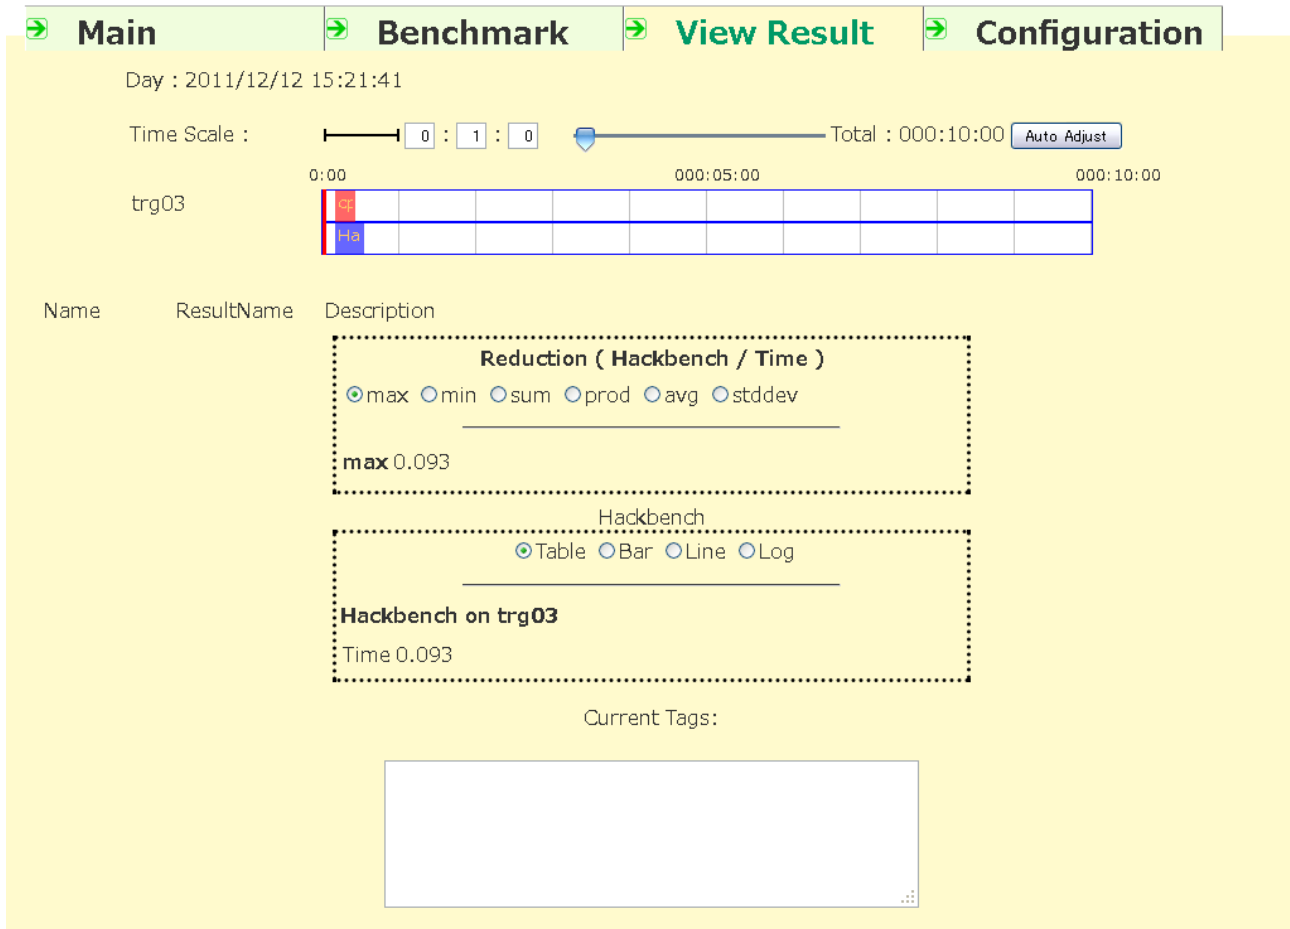 Main Benchmark View Result Configuration
Day : 2011/12/12 15:21:41
Time Scale : 0 : 1 : 0 Total : 000:10:00 Auto Adjust
0:00 000:05:00 000:10:00
trg03
Ha
Name ResultName Description
Reduction ( Hackbench / Time )
max min sum prod avg stddev
max 0.093
Hackbench
Table Bar Line Log
Hackbench on trg03
Time 0.093
Current Tags: